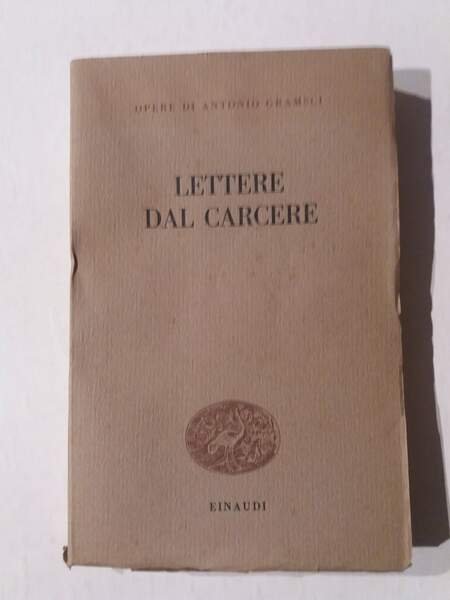 OPERE DI ANTONIO GRAMSCI
LETTERE
DAL CARCERE
EINAUDI